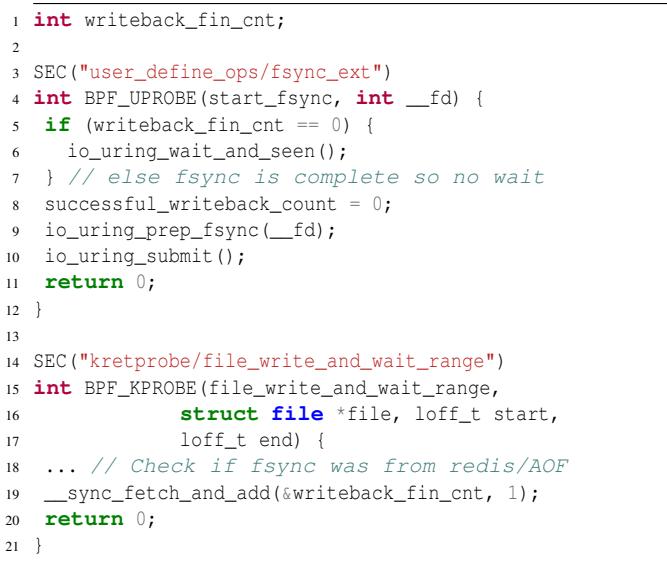 1 int writeback_fin_cnt;
2
3 SEC("user_define_ops/fsync_ext")
4 int BPF_UPROBE(start_fsync, int __fd) {
5  if (writeback_fin_cnt == 0) {
6    io_uring_wait_and_seen();
7  } // else fsync is complete so no wait
8  successful_writeback_count = 0;
9  io_uring_prep_fsync(__fd);
10  io_uring_submit();
11  return 0;
12 }
13
14 SEC("kretprobe/file_write_and_wait_range")
15 int BPF_KPROBE(file_write_and_wait_range,
16             struct file *file, loff_t start,
17             loff_t end) {
18  ... // Check if fsync was from redis/AOF
19  __sync_fetch_and_add(&writeback_fin_cnt, 1);
20  return 0;
21 }